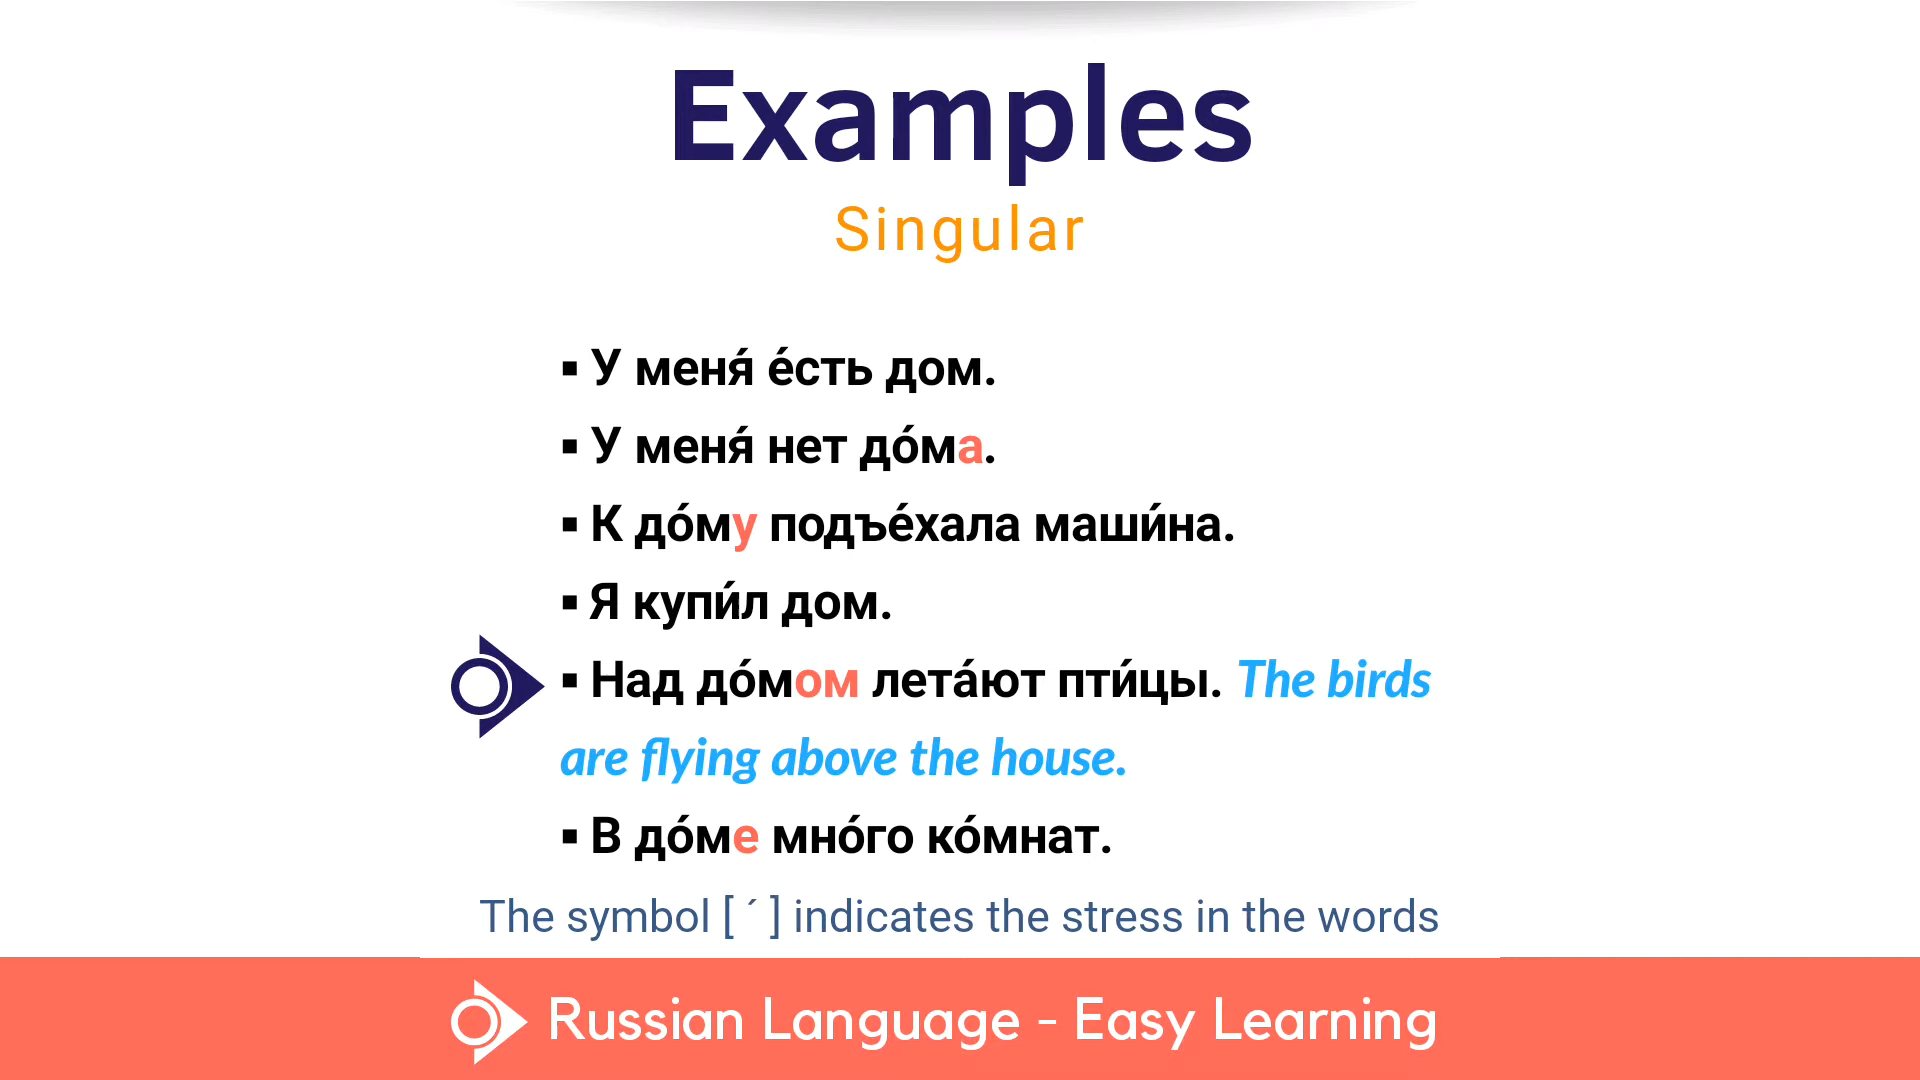 Examples
Singular
▪ У меня́ е́сть дом.
▪ У меня́ нет до́ма.
▪ К до́му подъе́хала маши́на.
▪ Я купи́л дом.
▪ Над до́мом лета́ют пти́цы. The birds
are flying above the house.
▪ В до́ме мно́го ко́мнат.
The symbol [ ´ ] indicates the stress in the words
Russian Language - Easy Learning